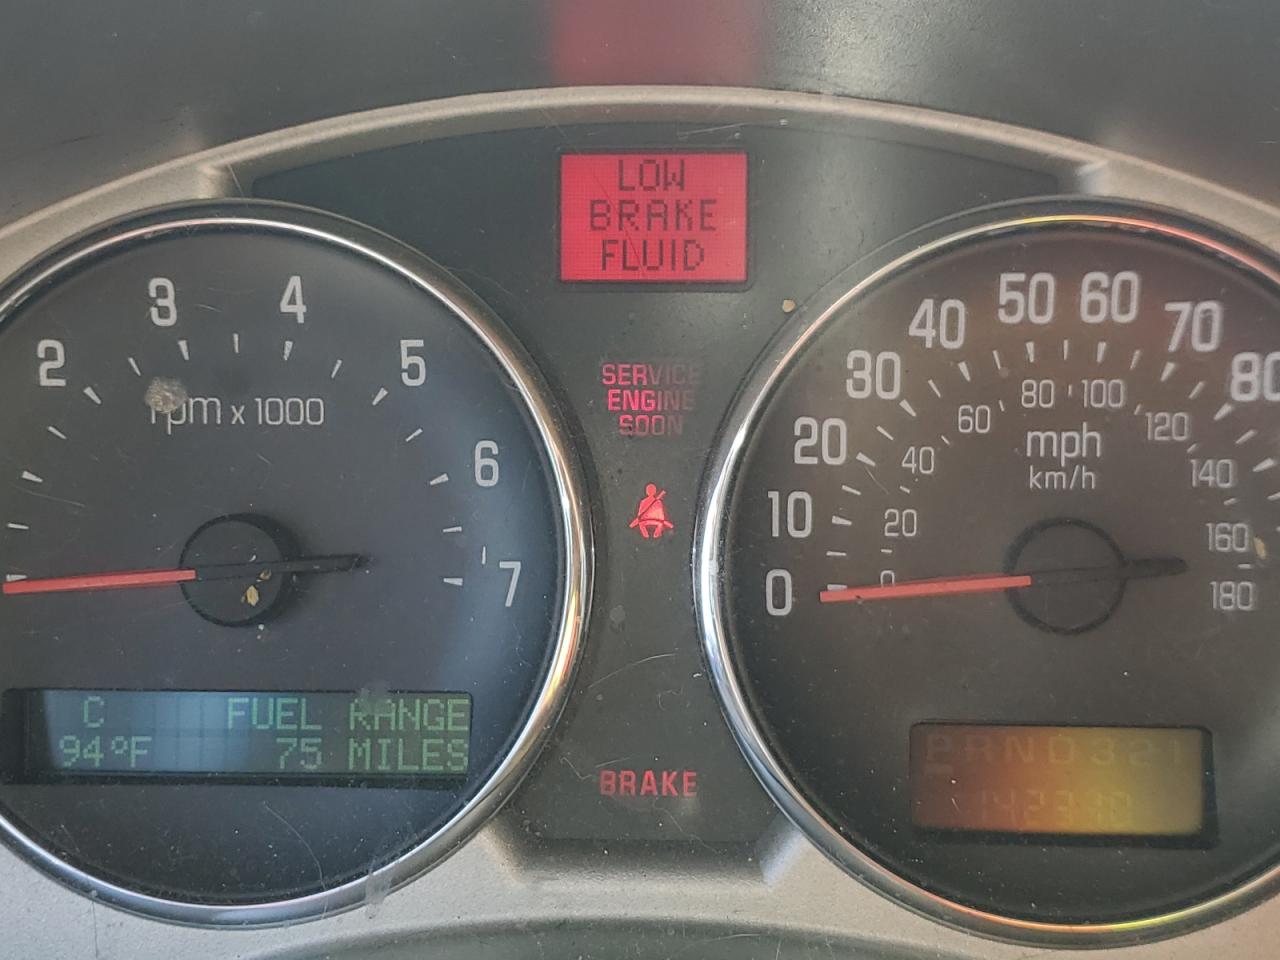 LOW
BRAKE
FLUID
SERVICE
ENGINE
SOON
BRAKE
2
3
4
5
6
7
rpm x 1000
C FUEL RANGE
94°F 75 MILES
0
10
20
30
40
50
60
70
80
0
20
40
60
80
100
120
140
160
180
mph
km/h
PRND321